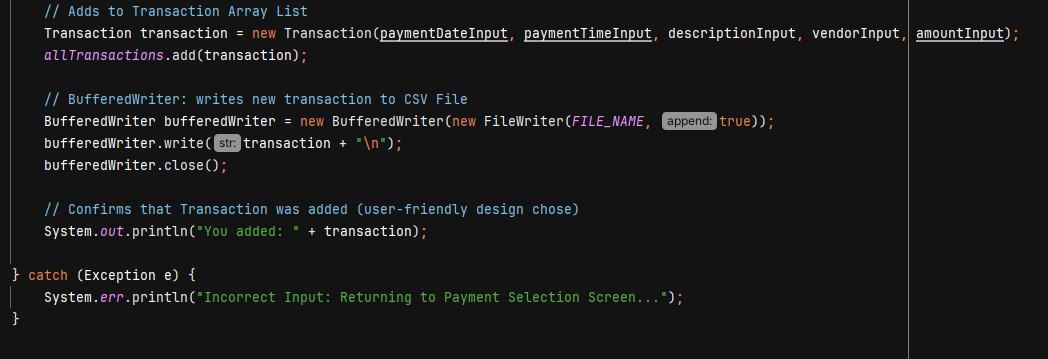 // Adds to Transaction Array List
Transaction transaction = new Transaction(paymentDateInput, paymentTimeInput, descriptionInput, vendorInput, amountInput);
allTransactions.add(transaction);
// BufferedWriter: writes new transaction to CSV File
BufferedWriter bufferedWriter = new BufferedWriter(new FileWriter(FILE_NAME, append: true));
bufferedWriter.write( str: transaction + "\n");
bufferedWriter.close();
// Confirms that Transaction was added (user-friendly design chose)
System.out.println("You added: " + transaction);
} catch (Exception e) {
System.err.println("Incorrect Input: Returning to Payment Selection Screen...");
}